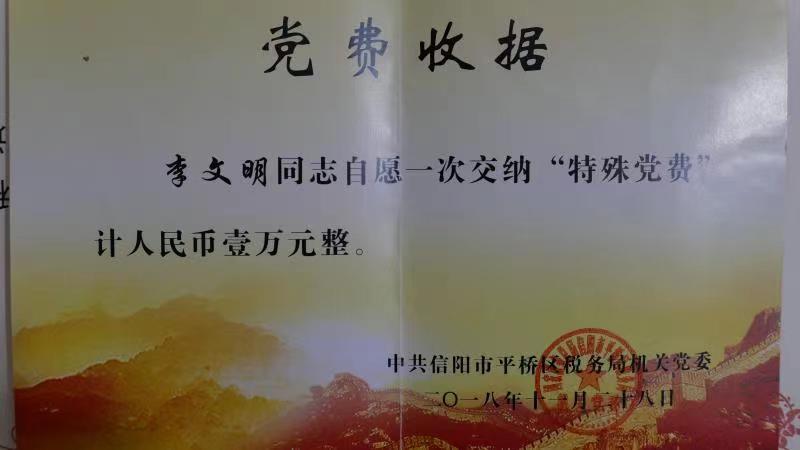 党费收据
李文明同志自愿一次交纳“特殊党费”
计人民币壹万元整。
中共信阳市平桥区税务局机关党委
二〇一八年十一月二十八日